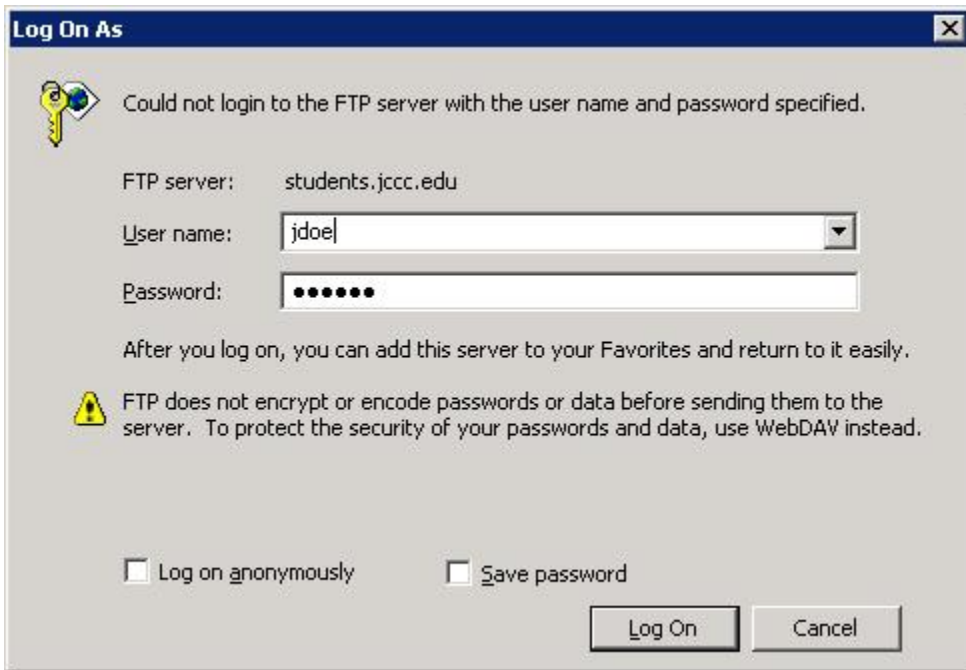 Log On As
Could not login to the FTP server with the user name and password specified.
FTP server: students.jccc.edu
User name: jdoe
Password: ••••••
After you log on, you can add this server to your Favorites and return to it easily.
FTP does not encrypt or encode passwords or data before sending them to the
server. To protect the security of your passwords and data, use WebDAV instead.
Log on anonymously Save password
Log On Cancel